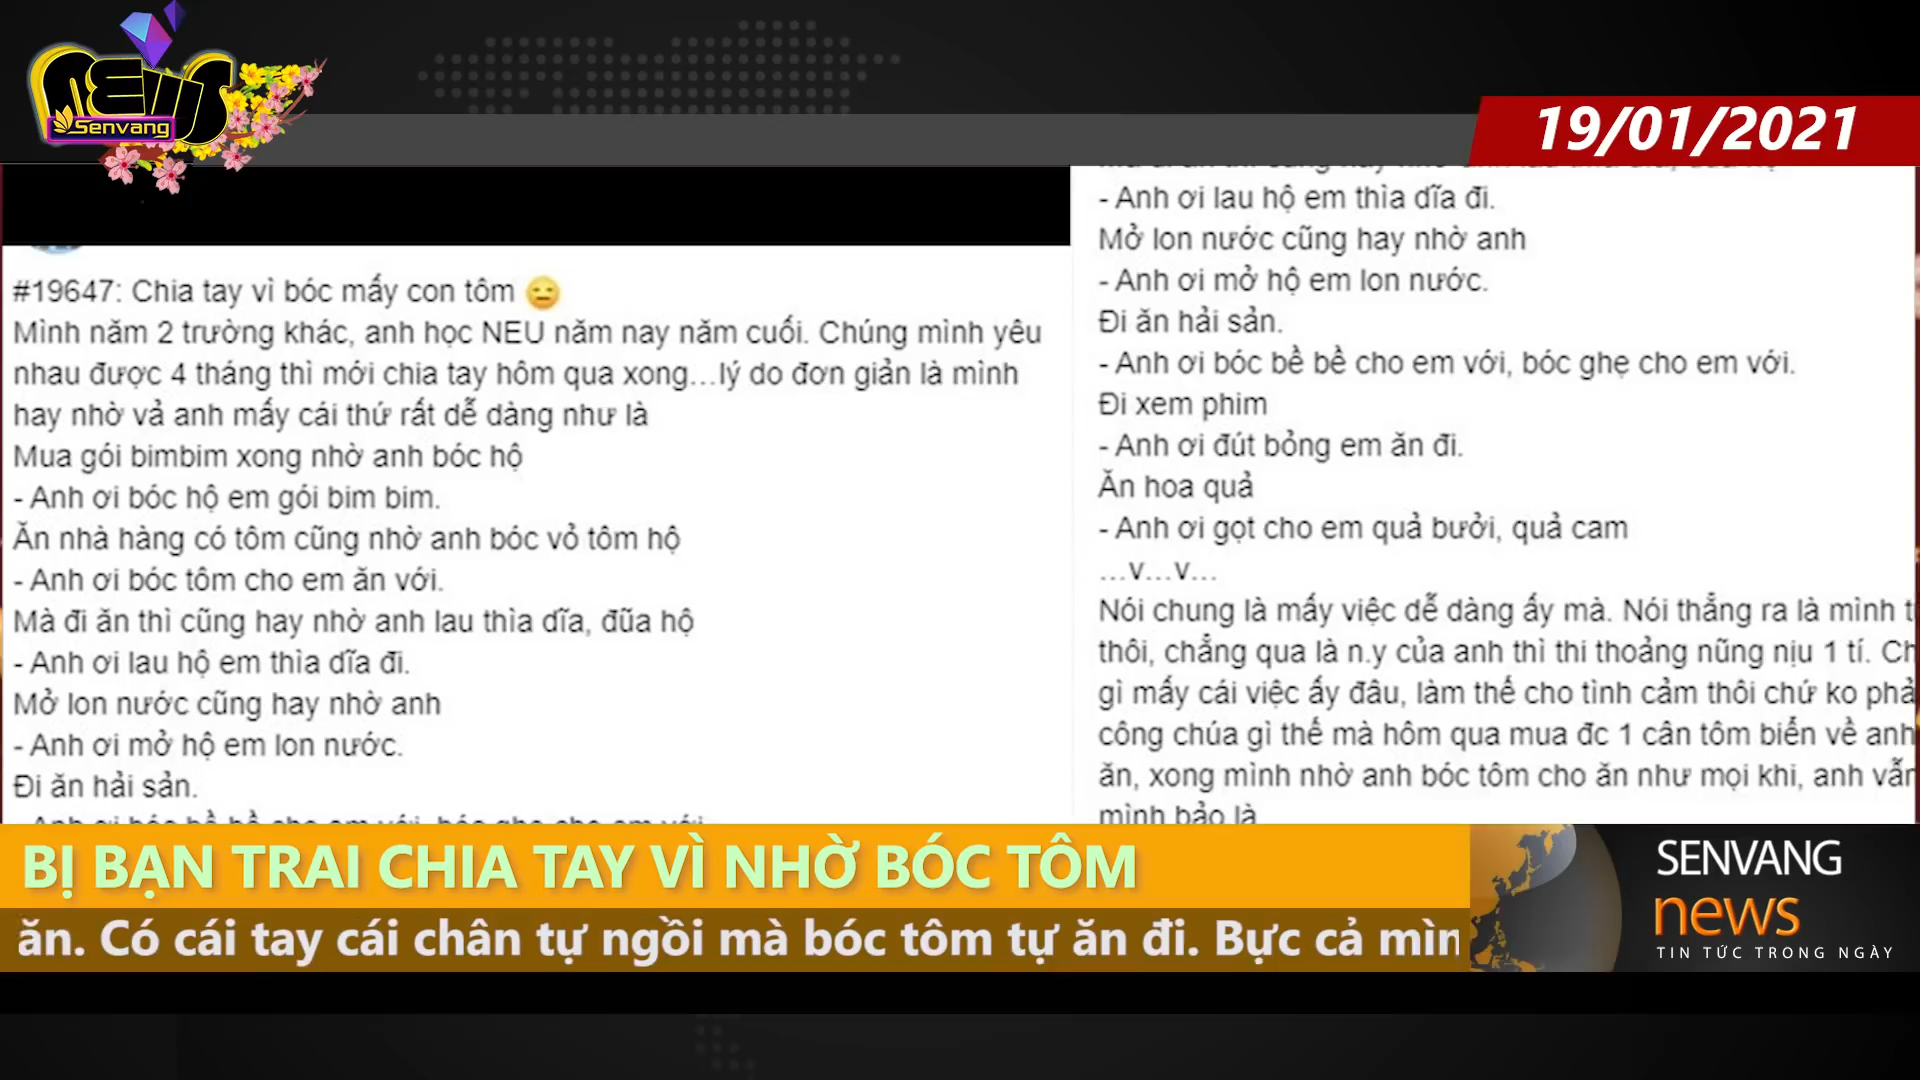 NEWS
Senvang
19/01/2021
#19647: Chia tay vì bóc mấy con tôm
Mình năm 2 trường khác, anh học NEU năm nay năm cuối. Chúng mình yêu
nhau được 4 tháng thì mới chia tay hôm qua xong...lý do đơn giản là mình
hay nhờ vả anh mấy cái thứ rất dễ dàng như là
Mua gói bimbim xong nhờ anh bóc hộ
- Anh ơi bóc hộ em gói bim bim.
Ăn nhà hàng có tôm cũng nhờ anh bóc vỏ tôm hộ
- Anh ơi bóc tôm cho em ăn với.
Mà đi ăn thì cũng hay nhờ anh lau thìa dĩa, đũa hộ
- Anh ơi lau hộ em thìa dĩa đi.
Mở lon nước cũng hay nhờ anh
- Anh ơi mở hộ em lon nước.
Đi ăn hải sản.
- Anh ơi lau hộ em thìa dĩa đi.
Mở lon nước cũng hay nhờ anh
- Anh ơi mở hộ em lon nước.
Đi ăn hải sản.
- Anh ơi bóc bề bề cho em với, bóc ghẹ cho em với.
Đi xem phim
- Anh ơi đút bỏng em ăn đi.
Ăn hoa quả
- Anh ơi gọt cho em quả bưởi, quả cam
...v...v...
Nói chung là mấy việc dễ dàng ấy mà. Nói thẳng ra là mình t
thôi, chẳng qua là n.y của anh thì thi thoảng nũng nịu 1 tí. Ch
gì mấy cái việc ấy đâu, làm thế cho tình cảm thôi chứ ko phả
công chúa gì thế mà hôm qua mua đc 1 cân tôm biển về anh
ăn, xong mình nhờ anh bóc tôm cho ăn như mọi khi, anh vẫn
mình bảo là
BỊ BẠN TRAI CHIA TAY VÌ NHỜ BÓC TÔM
ăn. Có cái tay cái chân tự ngồi mà bóc tôm tự ăn đi. Bực cả mìn
SENVANG
news
TIN TỨC TRONG NGÀY